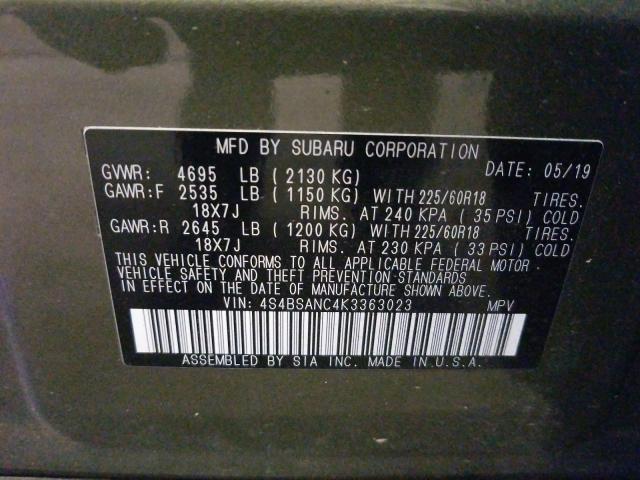 MFD BY SUBARU CORPORATION
GVWR: 4695 LB (2130 KG) DATE: 05/19
GAWR:F 2535 LB (1150 KG) WITH 225/60R18 TIRES.
18X7J RIMS. AT 240 KPA (35 PSI) COLD
GAWR:R 2645 LB (1200 KG) WITH 225/60R18 TIRES.
18X7J RIMS. AT 230 KPA (33 PSI) COLD
THIS VEHICLE CONFORMS TO ALL APPLICABLE FEDERAL MOTOR
VEHICLE SAFETY AND THEFT PREVENTION STANDARDS
IN EFFECT ON THE DATE OF MANUFACTURE SHOWN ABOVE.
VIN: 4S4BSANC4K3363023 MPV
ASSEMBLED BY SIA INC. MADE IN U.S.A.